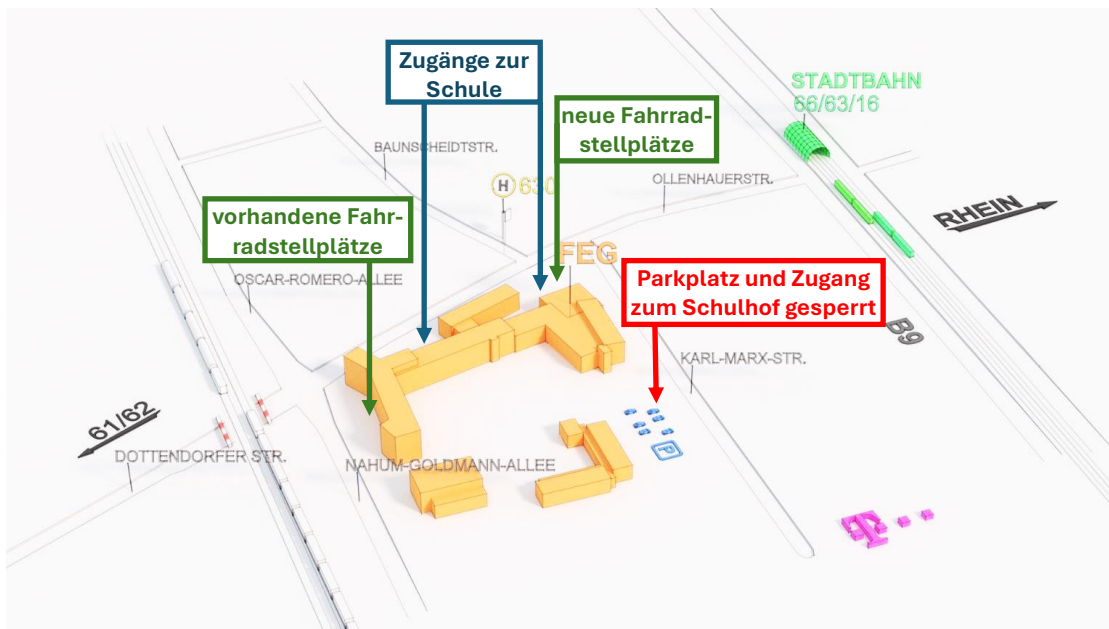 Zugänge zur
Schule
STADTBAHN
66/63/16
neue Fahrrad-
stellplätze
BAUNSCHEIDTSTR.
H 630
OLLENHAUERSTR.
vorhandene Fahr-
radstellplätze
RHEIN
FEG
OSCAR-ROMERO-ALLEE
Parkplatz und Zugang
zum Schulhof gesperrt
B9
KARL-MARX-STR.
61/62
DOTTENDORFER STR.
NAHUM-GOLDMANN-ALLEE
P
T